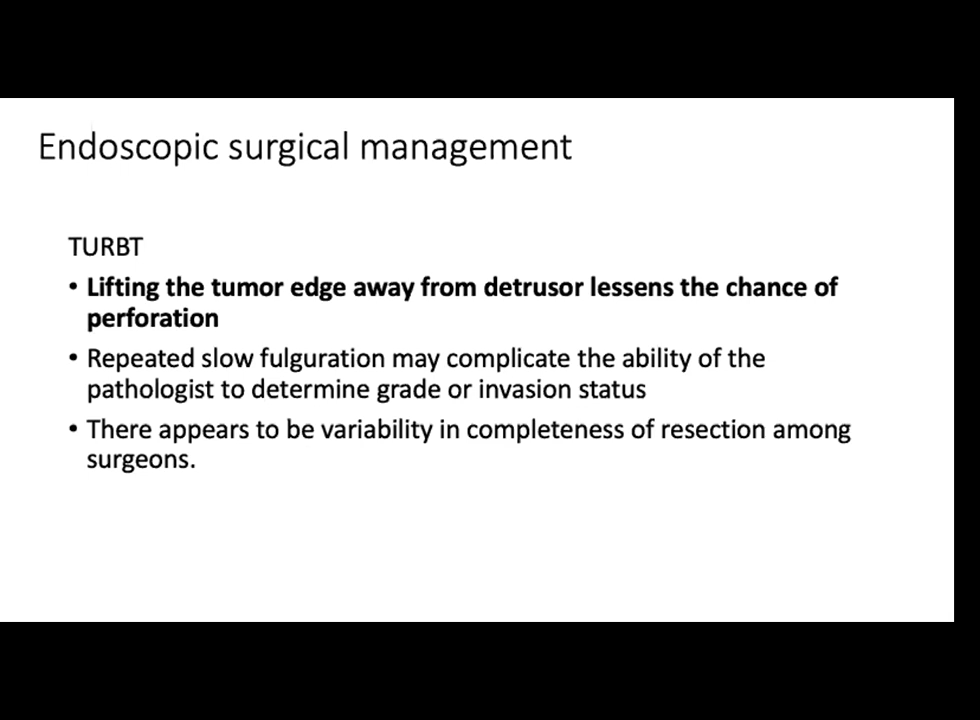 Endoscopic surgical management
TURBT
• Lifting the tumor edge away from detrusor lessens the chance of
perforation
• Repeated slow fulguration may complicate the ability of the
pathologist to determine grade or invasion status
• There appears to be variability in completeness of resection among
surgeons.